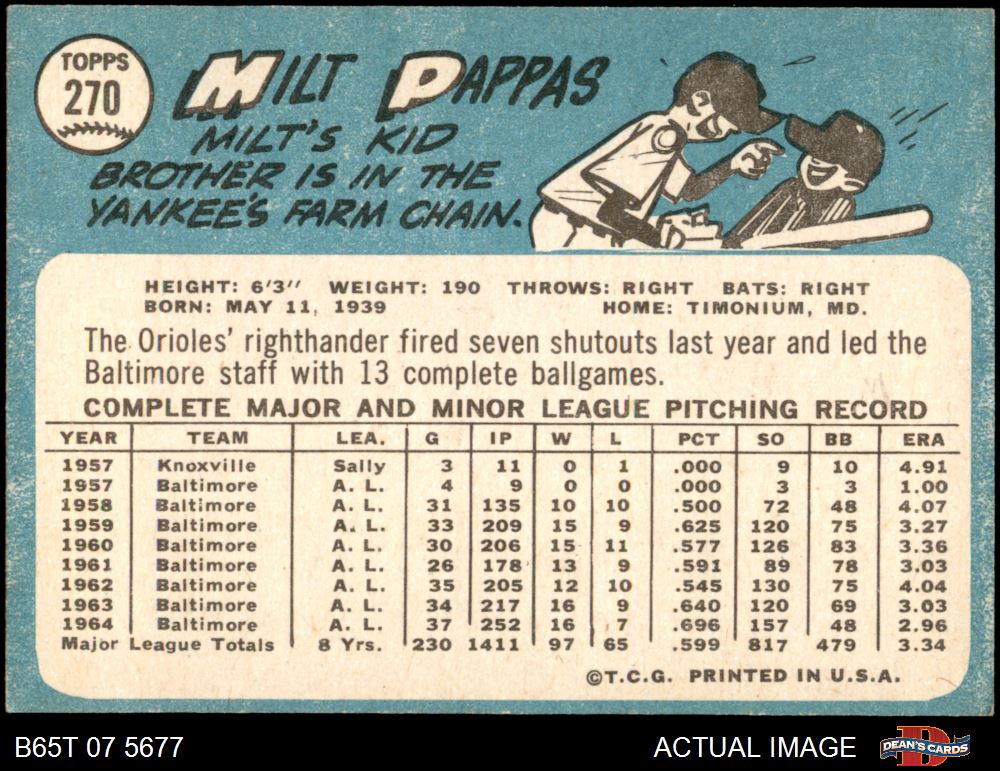 TOPPS
270
MILT PAPPAS
MILT'S KID
BROTHER IS IN THE
YANKEE'S FARM CHAIN.
HEIGHT: 6'3" WEIGHT: 190 THROWS: RIGHT BATS: RIGHT
BORN: MAY 11, 1939 HOME: TIMONIUM, MD.
The Orioles' righthander fired seven shutouts last year and led the
Baltimore staff with 13 complete ballgames.
COMPLETE MAJOR AND MINOR LEAGUE PITCHING RECORD
YEAR TEAM LEA. G IP W L PCT SO BB ERA
1957 Knoxville Sally 3 11 0 1 .000 9 10 4.91
1957 Baltimore A. L. 4 9 0 0 .000 3 3 1.00
1958 Baltimore A. L. 31 135 10 10 .500 72 48 4.07
1959 Baltimore A. L. 33 209 15 9 .625 120 75 3.27
1960 Baltimore A. L. 30 206 15 11 .577 126 83 3.36
1961 Baltimore A. L. 26 178 13 9 .591 89 78 3.03
1962 Baltimore A. L. 35 205 12 10 .545 130 75 4.04
1963 Baltimore A. L. 34 217 16 9 .640 120 69 3.03
1964 Baltimore A. L. 37 252 16 7 .696 157 48 2.96
Major League Totals 8 Yrs. 230 1411 97 65 .599 817 479 3.34
©T.C.G. PRINTED IN U.S.A.
B65T 07 5677 ACTUAL IMAGE DEAN'S CARDS